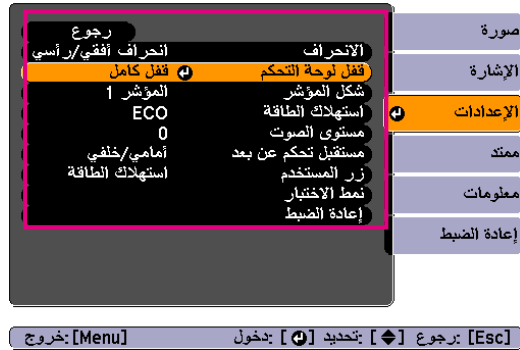 صورة
الإشارة
الإعدادات
ممتد
معلومات
إعادة الضبط
رجوع
الانحراف انحراف أفقي/رأسي
قفل لوحة التحكم قفل كامل
شكل المؤشر المؤشر 1
استهلاك الطاقة ECO
مستوى الصوت 0
مستقبل تحكم عن بعد أمامي/خلفي
زر المستخدم استهلاك الطاقة
نمط الاختبار
إعادة الضبط
[Esc] :رجوع [◆] :تحديد [⏎] :دخول [Menu] :خروج